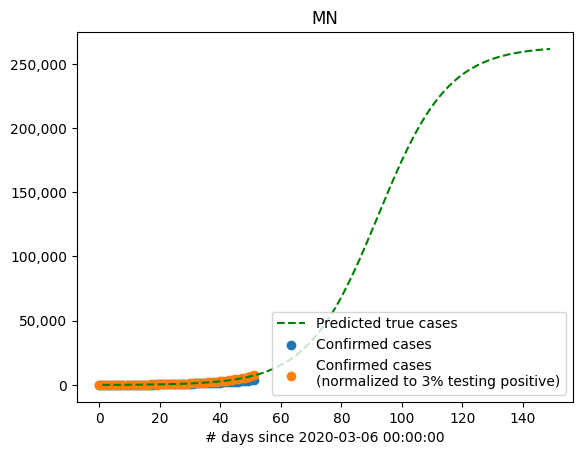 MN
250,000
200,000
150,000
100,000
50,000
0
Predicted true cases
Confirmed cases
Confirmed cases
(normalized to 3% testing positive)
0 20 40 60 80 100 120 140
# days since 2020-03-06 00:00:00